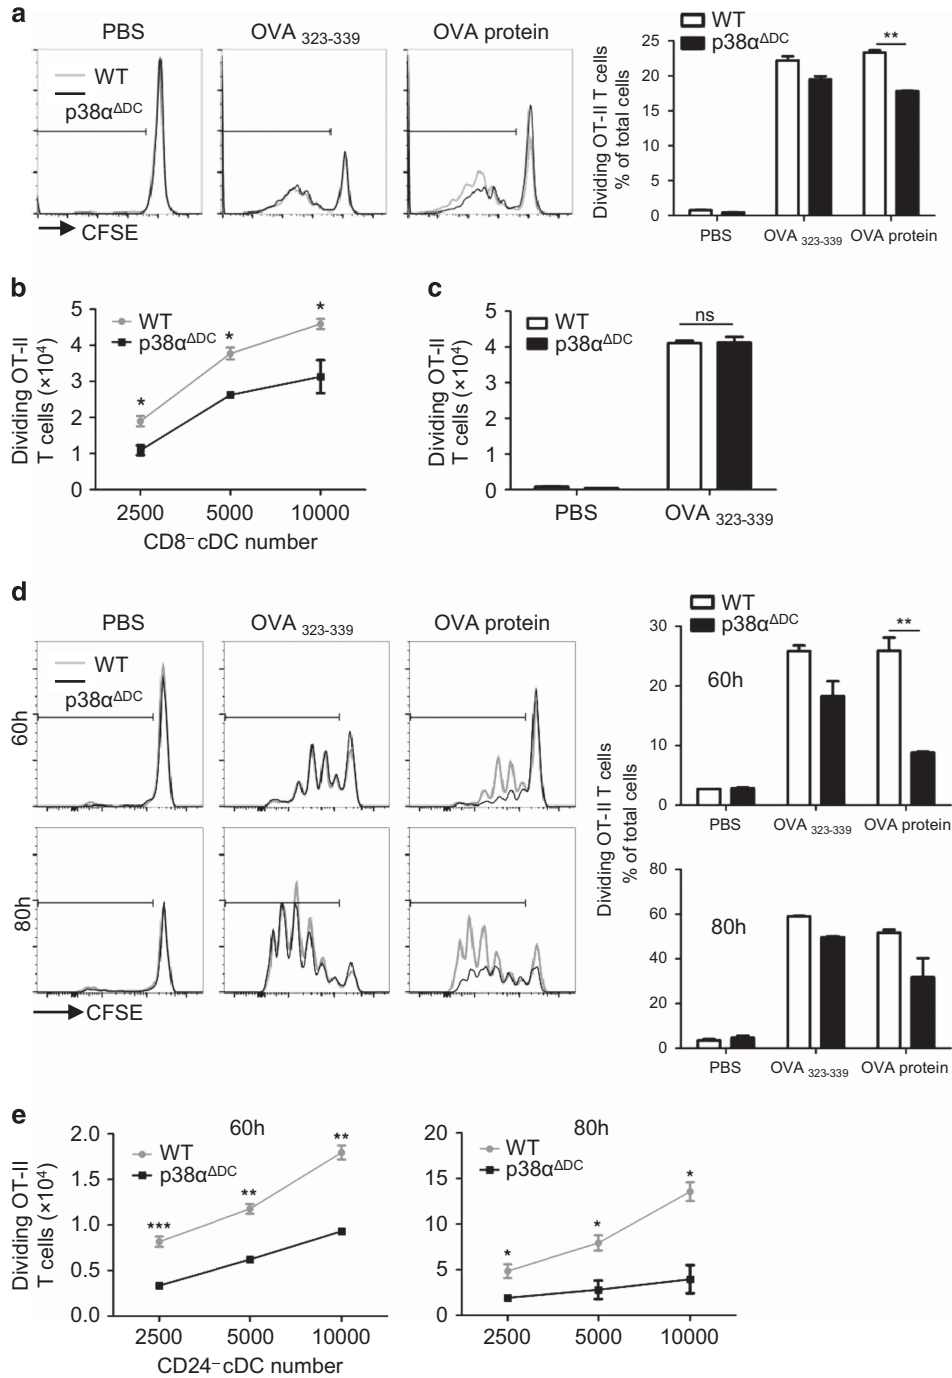 a
PBS
OVA 323-339
OVA protein
WT
p38αΔDC
CFSE
Dividing OT-II T cells
% of total cells
25
20
15
10
5
0
WT
p38αΔDC
**
PBS
OVA 323-339
OVA protein
b
Dividing OT-II
T cells (×10⁴)
5
4
3
2
1
0
WT
p38αΔDC
*
*
*
2500
5000
10000
CD8⁻ cDC number
c
Dividing OT-II
T cells (×10⁴)
5
4
3
2
1
0
WT
p38αΔDC
ns
PBS
OVA 323-339
d
PBS
OVA 323-339
OVA protein
WT
p38αΔDC
60h
80h
CFSE
Dividing OT-II T cells
% of total cells
WT
p38αΔDC
30
20
10
0
60h
**
PBS
OVA 323-339
OVA protein
80
60
40
20
0
80h
PBS
OVA 323-339
OVA protein
e
60h
Dividing OT-II
T cells (×10⁴)
2.0
1.5
1.0
0.5
0.0
WT
p38αΔDC
***
**
**
2500
5000
10000
CD24⁻ cDC number
80h
20
15
10
5
0
WT
p38αΔDC
*
*
*
2500
5000
10000